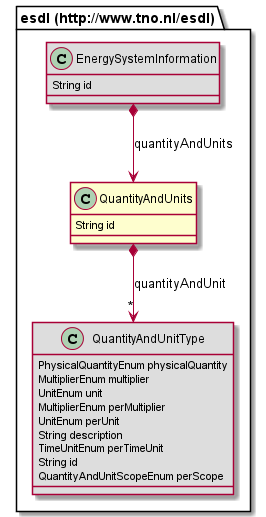 esdl (http://www.tno.nl/esdl)
C EnergySystemInformation
String id
quantityAndUnits
C QuantityAndUnits
String id
quantityAndUnit
*
C QuantityAndUnitType
PhysicalQuantityEnum physicalQuantity
MultiplierEnum multiplier
UnitEnum unit
MultiplierEnum perMultiplier
UnitEnum perUnit
String description
TimeUnitEnum perTimeUnit
String id
QuantityAndUnitScopeEnum perScope